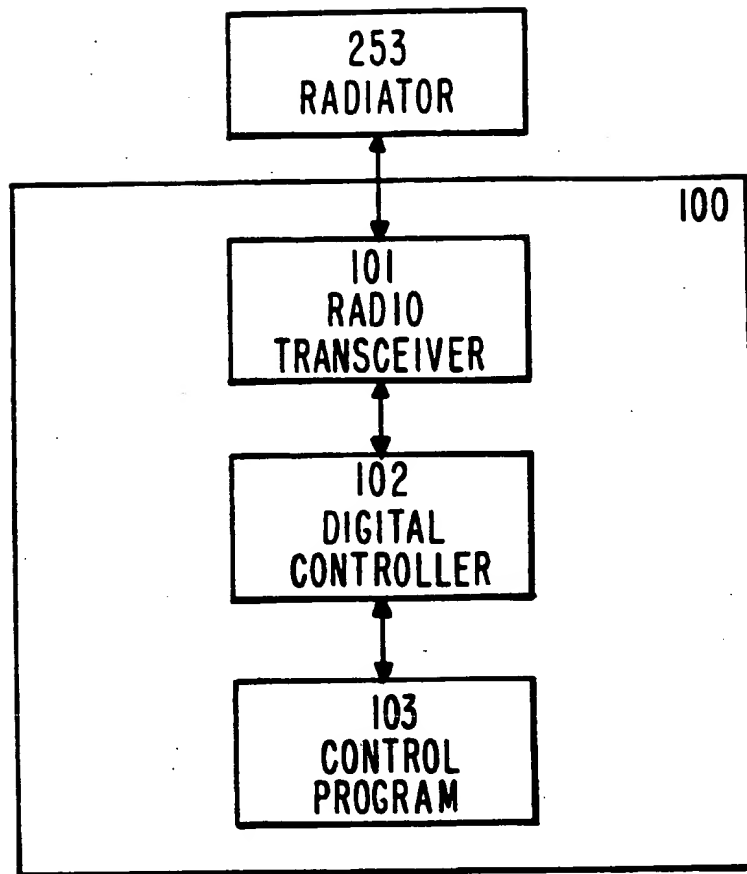 253
RADIATOR
100
101
RADIO
TRANSCEIVER
102
DIGITAL
CONTROLLER
103
CONTROL
PROGRAM